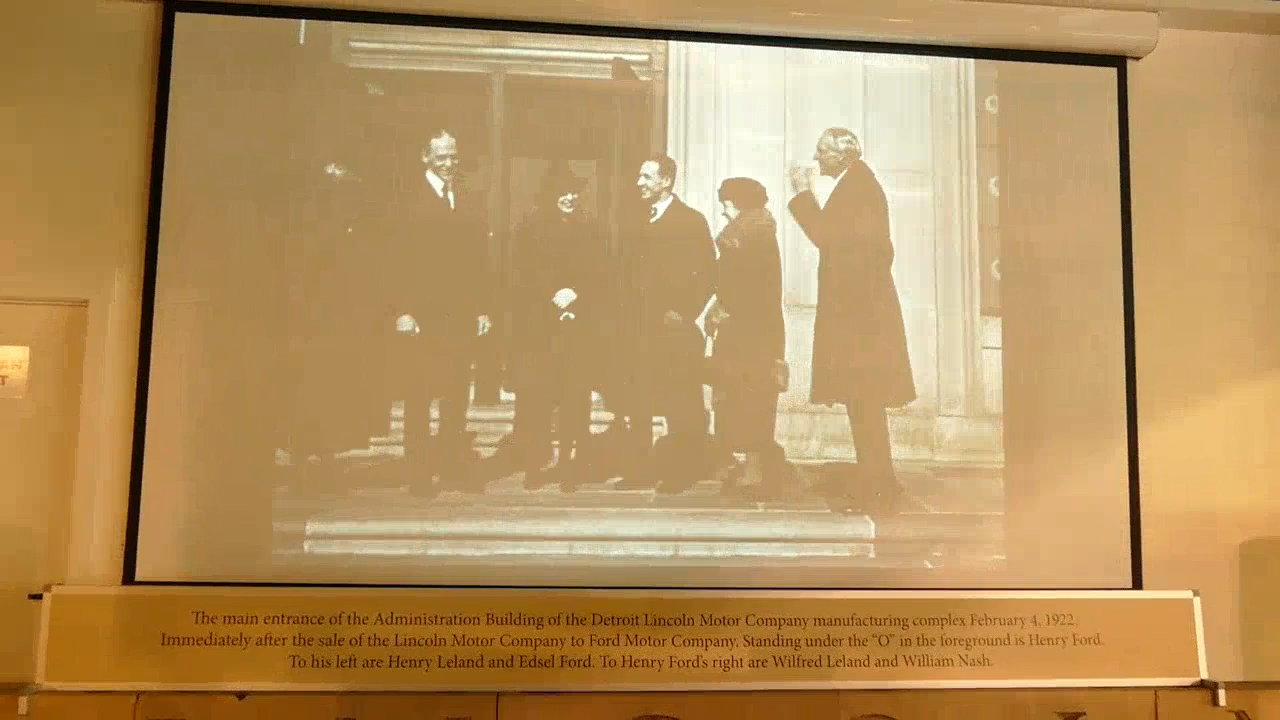 The main entrance of the Administration Building of the Detroit Lincoln Motor Company manufacturing complex February 4, 1922.
Immediately after the sale of the Lincoln Motor Company to Ford Motor Company. Standing under the "O" in the foreground is Henry Ford.
To his left are Henry Leland and Edsel Ford. To Henry Ford's right are Wilfred Leland and William Nash.